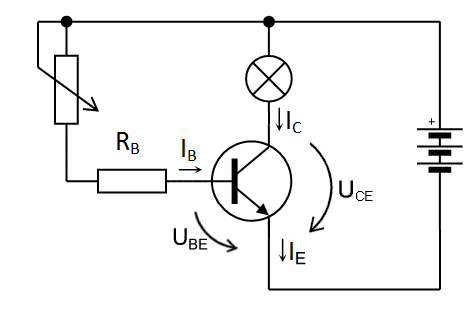 +
I_C
R_B
I_B
U_CE
U_BE
I_E